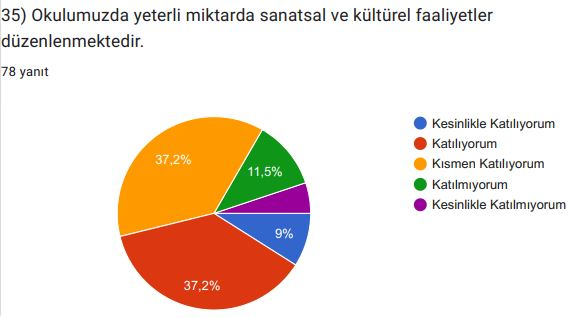 35) Okulumuzda yeterli miktarda sanatsal ve kültürel faaliyetler
düzenlenmektedir.
78 yanıt
Kesinlikle Katılıyorum
Katılıyorum
Kısmen Katılıyorum
Katılmıyorum
Kesinlikle Katılmıyorum
37,2%
11,5%
9%
37,2%